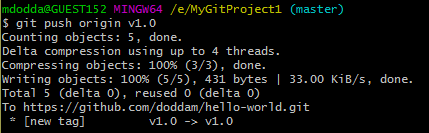 mdodda@GUEST152 MINGW64 /e/MyGitProject1 (master)
$ git push origin v1.0
Counting objects: 5, done.
Delta compression using up to 4 threads.
Compressing objects: 100% (3/3), done.
Writing objects: 100% (5/5), 431 bytes | 33.00 KiB/s, done.
Total 5 (delta 0), reused 0 (delta 0)
To https://github.com/doddam/hello-world.git
 * [new tag]         v1.0 -> v1.0